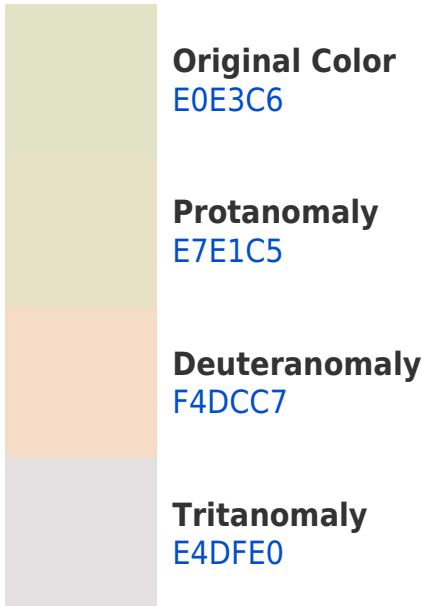 Original Color
E0E3C6
Protanomaly
E7E1C5
Deuteranomaly
F4DCC7
Tritanomaly
E4DFE0